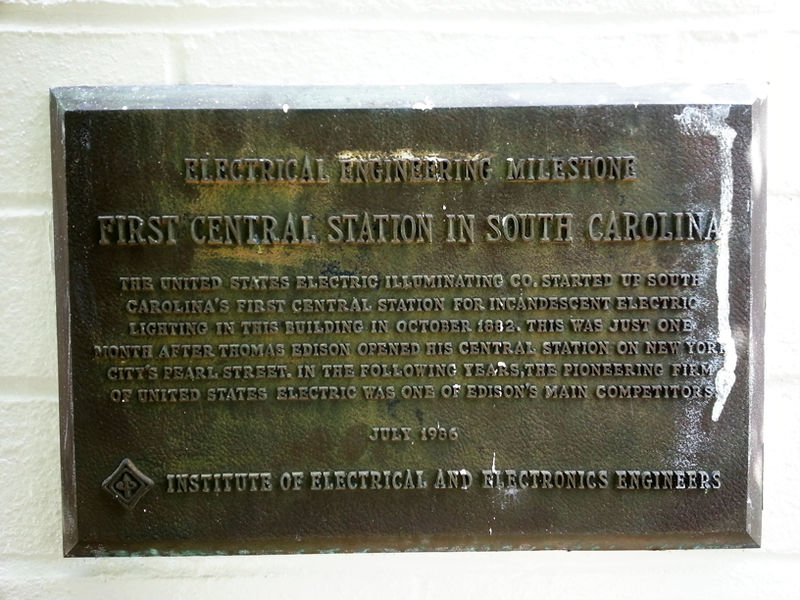 ELECTRICAL ENGINEERING MILESTONE
FIRST CENTRAL STATION IN SOUTH CAROLINA
THE UNITED STATES ELECTRIC ILLUMINATING CO. STARTED UP SOUTH
CAROLINA'S FIRST CENTRAL STATION FOR INCANDESCENT ELECTRIC
LIGHTING IN THIS BUILDING IN OCTOBER 1882. THIS WAS JUST ONE
MONTH AFTER THOMAS EDISON OPENED HIS CENTRAL STATION ON NEW YORK
CITY'S PEARL STREET. IN THE FOLLOWING YEARS, THE PIONEERING FIRM
OF UNITED STATES ELECTRIC WAS ONE OF EDISON'S MAIN COMPETITORS.
JULY 1986
INSTITUTE OF ELECTRICAL AND ELECTRONICS ENGINEERS